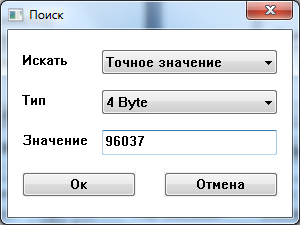 Поиск
Искать Точное значение
Тип 4 Byte
Значение 96037
Ок Отмена